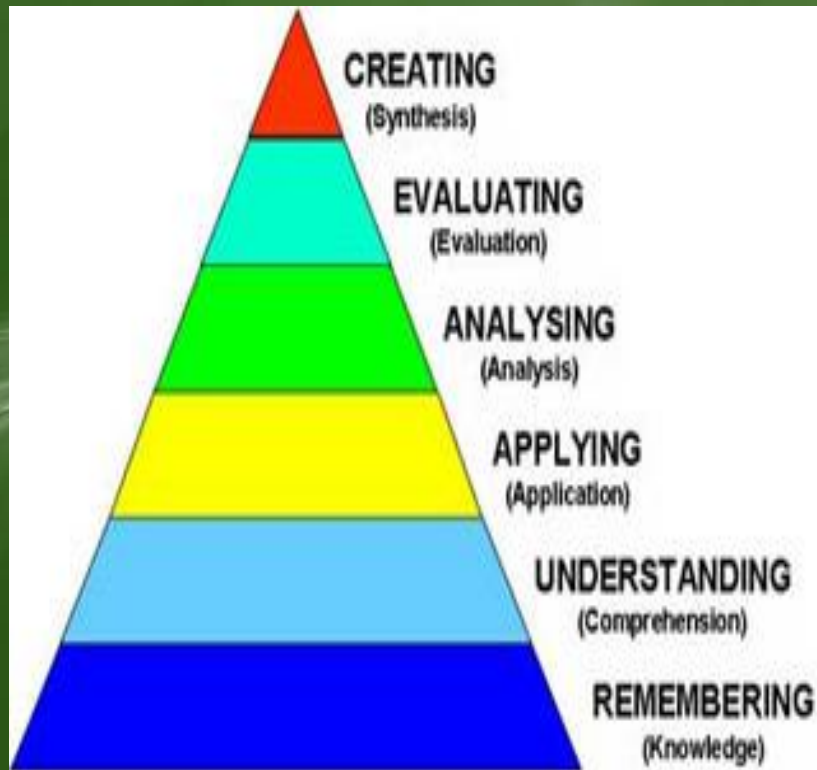 CREATING
(Synthesis)
EVALUATING
(Evaluation)
ANALYSING
(Analysis)
APPLYING
(Application)
UNDERSTANDING
(Comprehension)
REMEMBERING
(Knowledge)